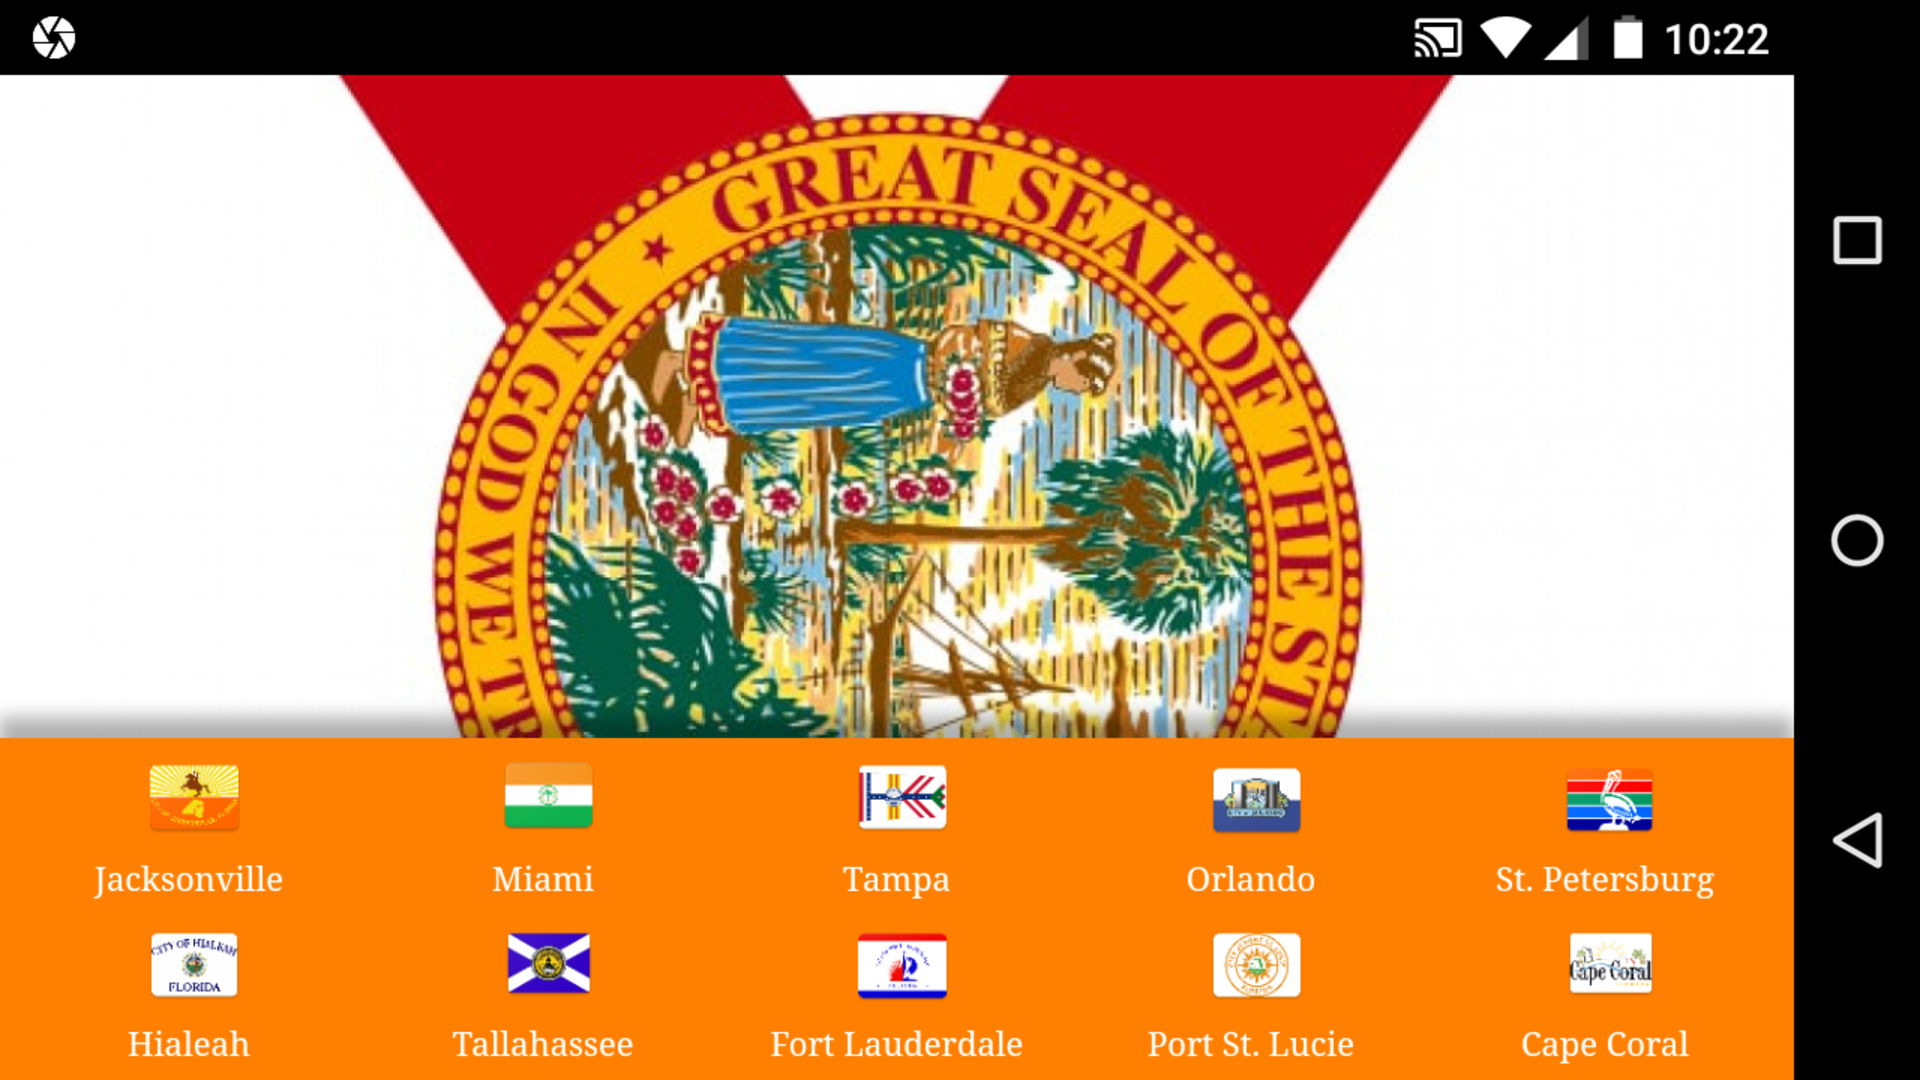 10:22
GREAT SEAL OF THE STA
IN GOD WE TR
Jacksonville
Miami
Tampa
Orlando
St. Petersburg
CITY OF HIALEAH
FLORIDA
Cape Coral
Hialeah
Tallahassee
Fort Lauderdale
Port St. Lucie
Cape Coral